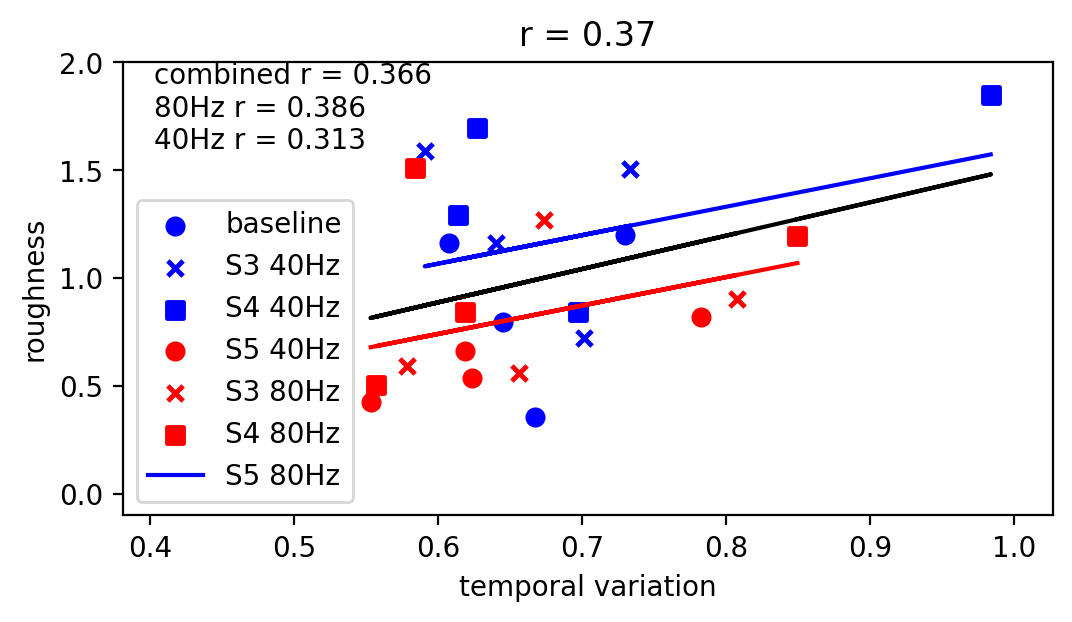 r = 0.37
combined r = 0.366
80Hz r = 0.386
40Hz r = 0.313
baseline
S3 40Hz
S4 40Hz
S5 40Hz
S3 80Hz
S4 80Hz
S5 80Hz
roughness
2.0
1.5
1.0
0.5
0.0
0.4 0.5 0.6 0.7 0.8 0.9 1.0
temporal variation